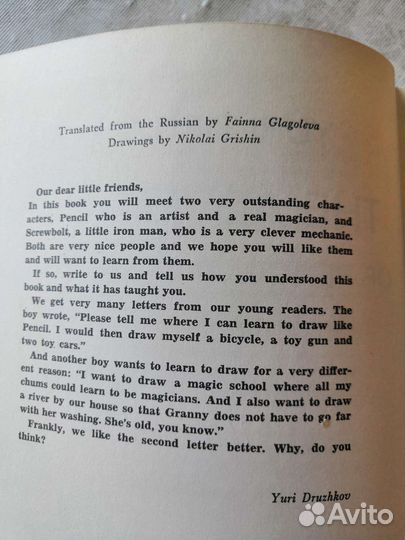 Translated from the Russian by Fainna Glagoleva
Drawings by Nikolai Grishin
Our dear little friends,
In this book you will meet two very outstanding char-
acters. Pencil who is an artist and a real magician, and
Screwbolt, a little iron man, who is a very clever mechanic.
Both are very nice people and we hope you will like them
and will want to learn from them.
If so, write to us and tell us how you understood this
book and what it has taught you.
We get very many letters from our young readers. The
boy wrote, "Please tell me where I can learn to draw like
Pencil. I would then draw myself a bicycle, a toy gun and
two toy cars."
And another boy wants to learn to draw for a very differ-
ent reason: "I want to draw a magic school where all my
chums could learn to be magicians. And I also want to draw
a river by our house so that Granny does not have to go far
with her washing. She's old, you know."
Frankly, we like the second letter better. Why, do you
think?
Yuri Druzhkov
Avito